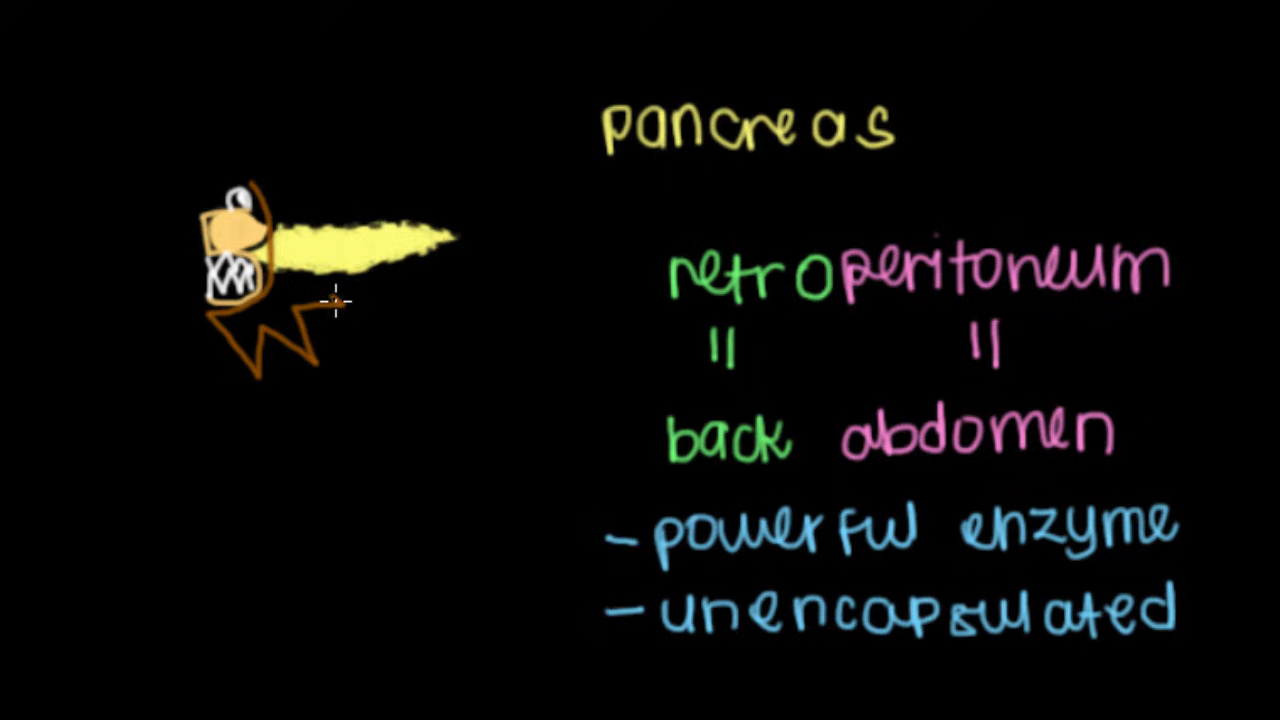 pancreas
retroperitoneum
= =
back abdomen
- powerful enzyme
- unencapsulated